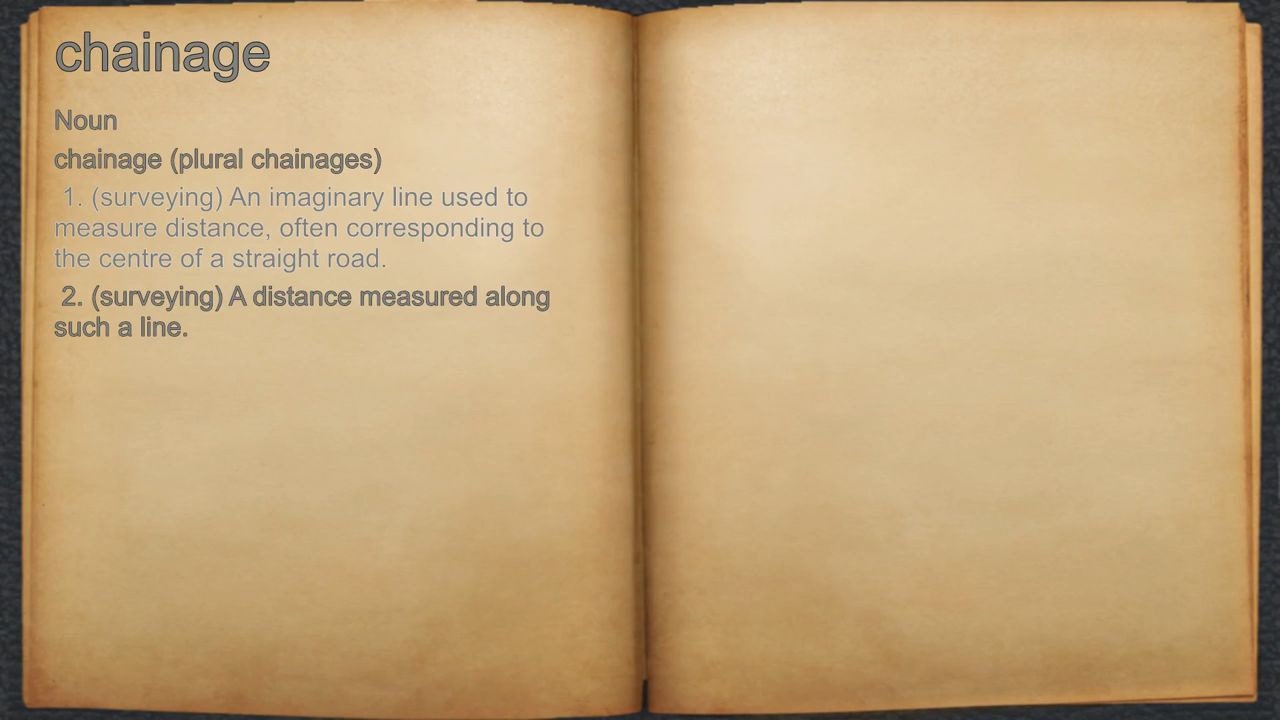 chainage
Noun
chainage (plural chainages)
1. (surveying) An imaginary line used to
measure distance, often corresponding to
the centre of a straight road.
2. (surveying) A distance measured along
such a line.